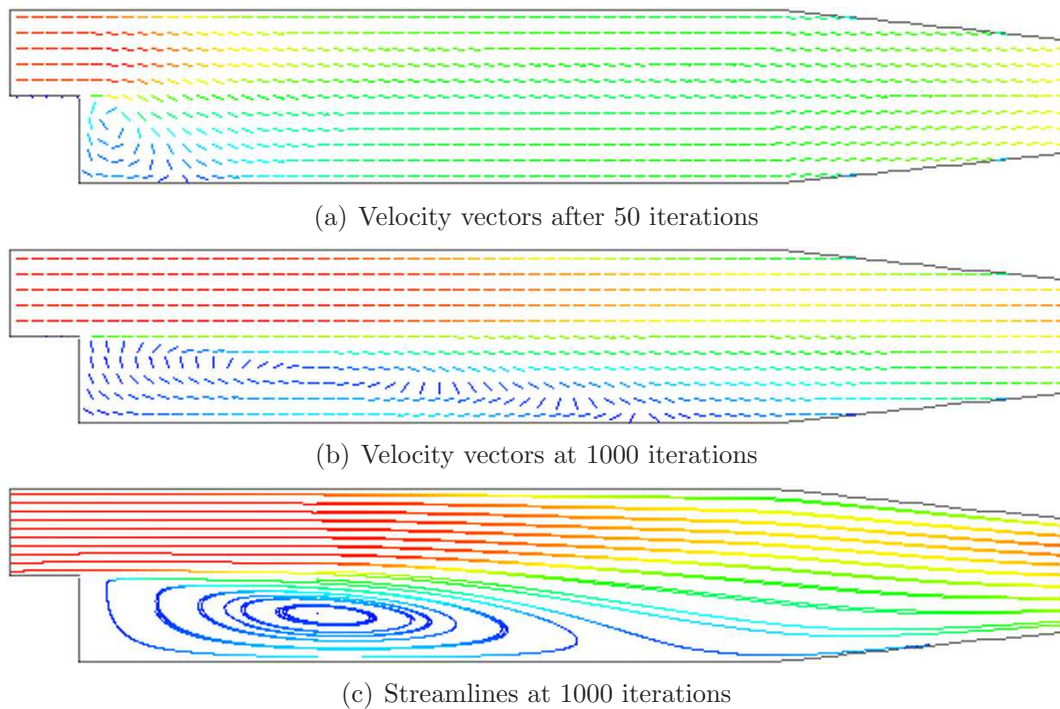 (a) Velocity vectors after 50 iterations
(b) Velocity vectors at 1000 iterations
(c) Streamlines at 1000 iterations